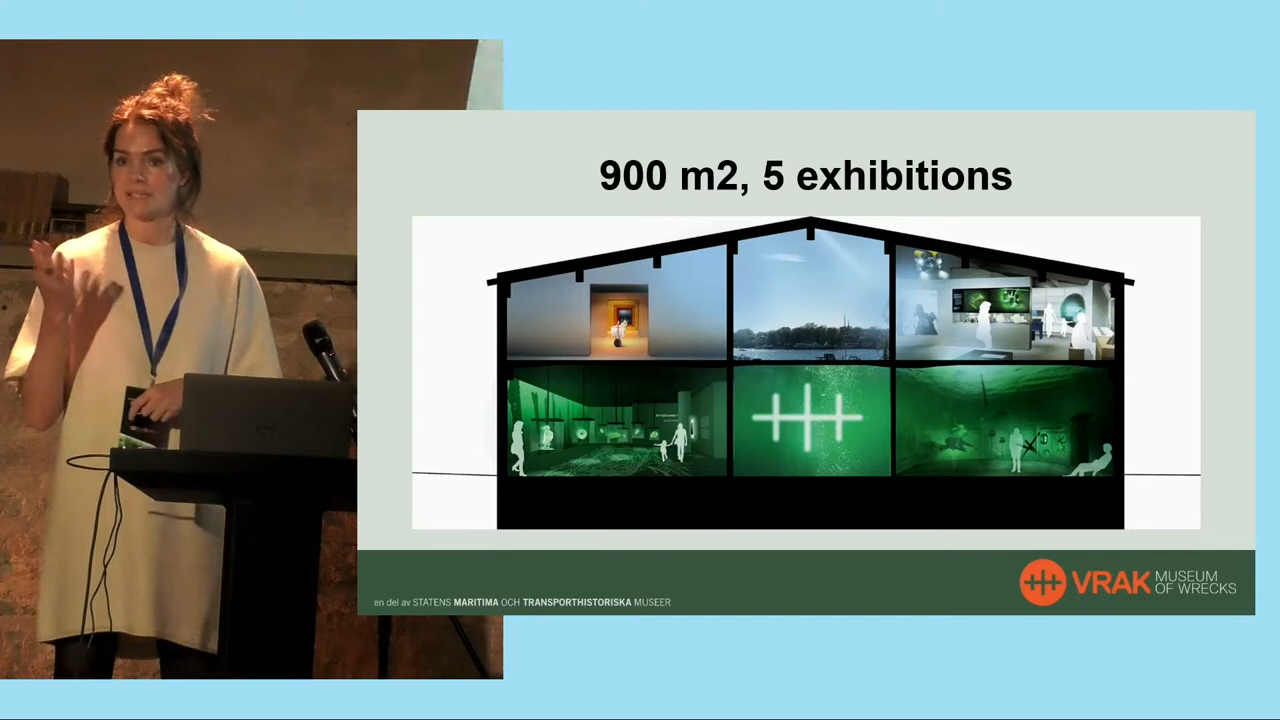 900 m2, 5 exhibitions
en del av STATENS MARITIMA OCH TRANSPORTHISTORISKA MUSEER
VRAK MUSEUM
OF WRECKS